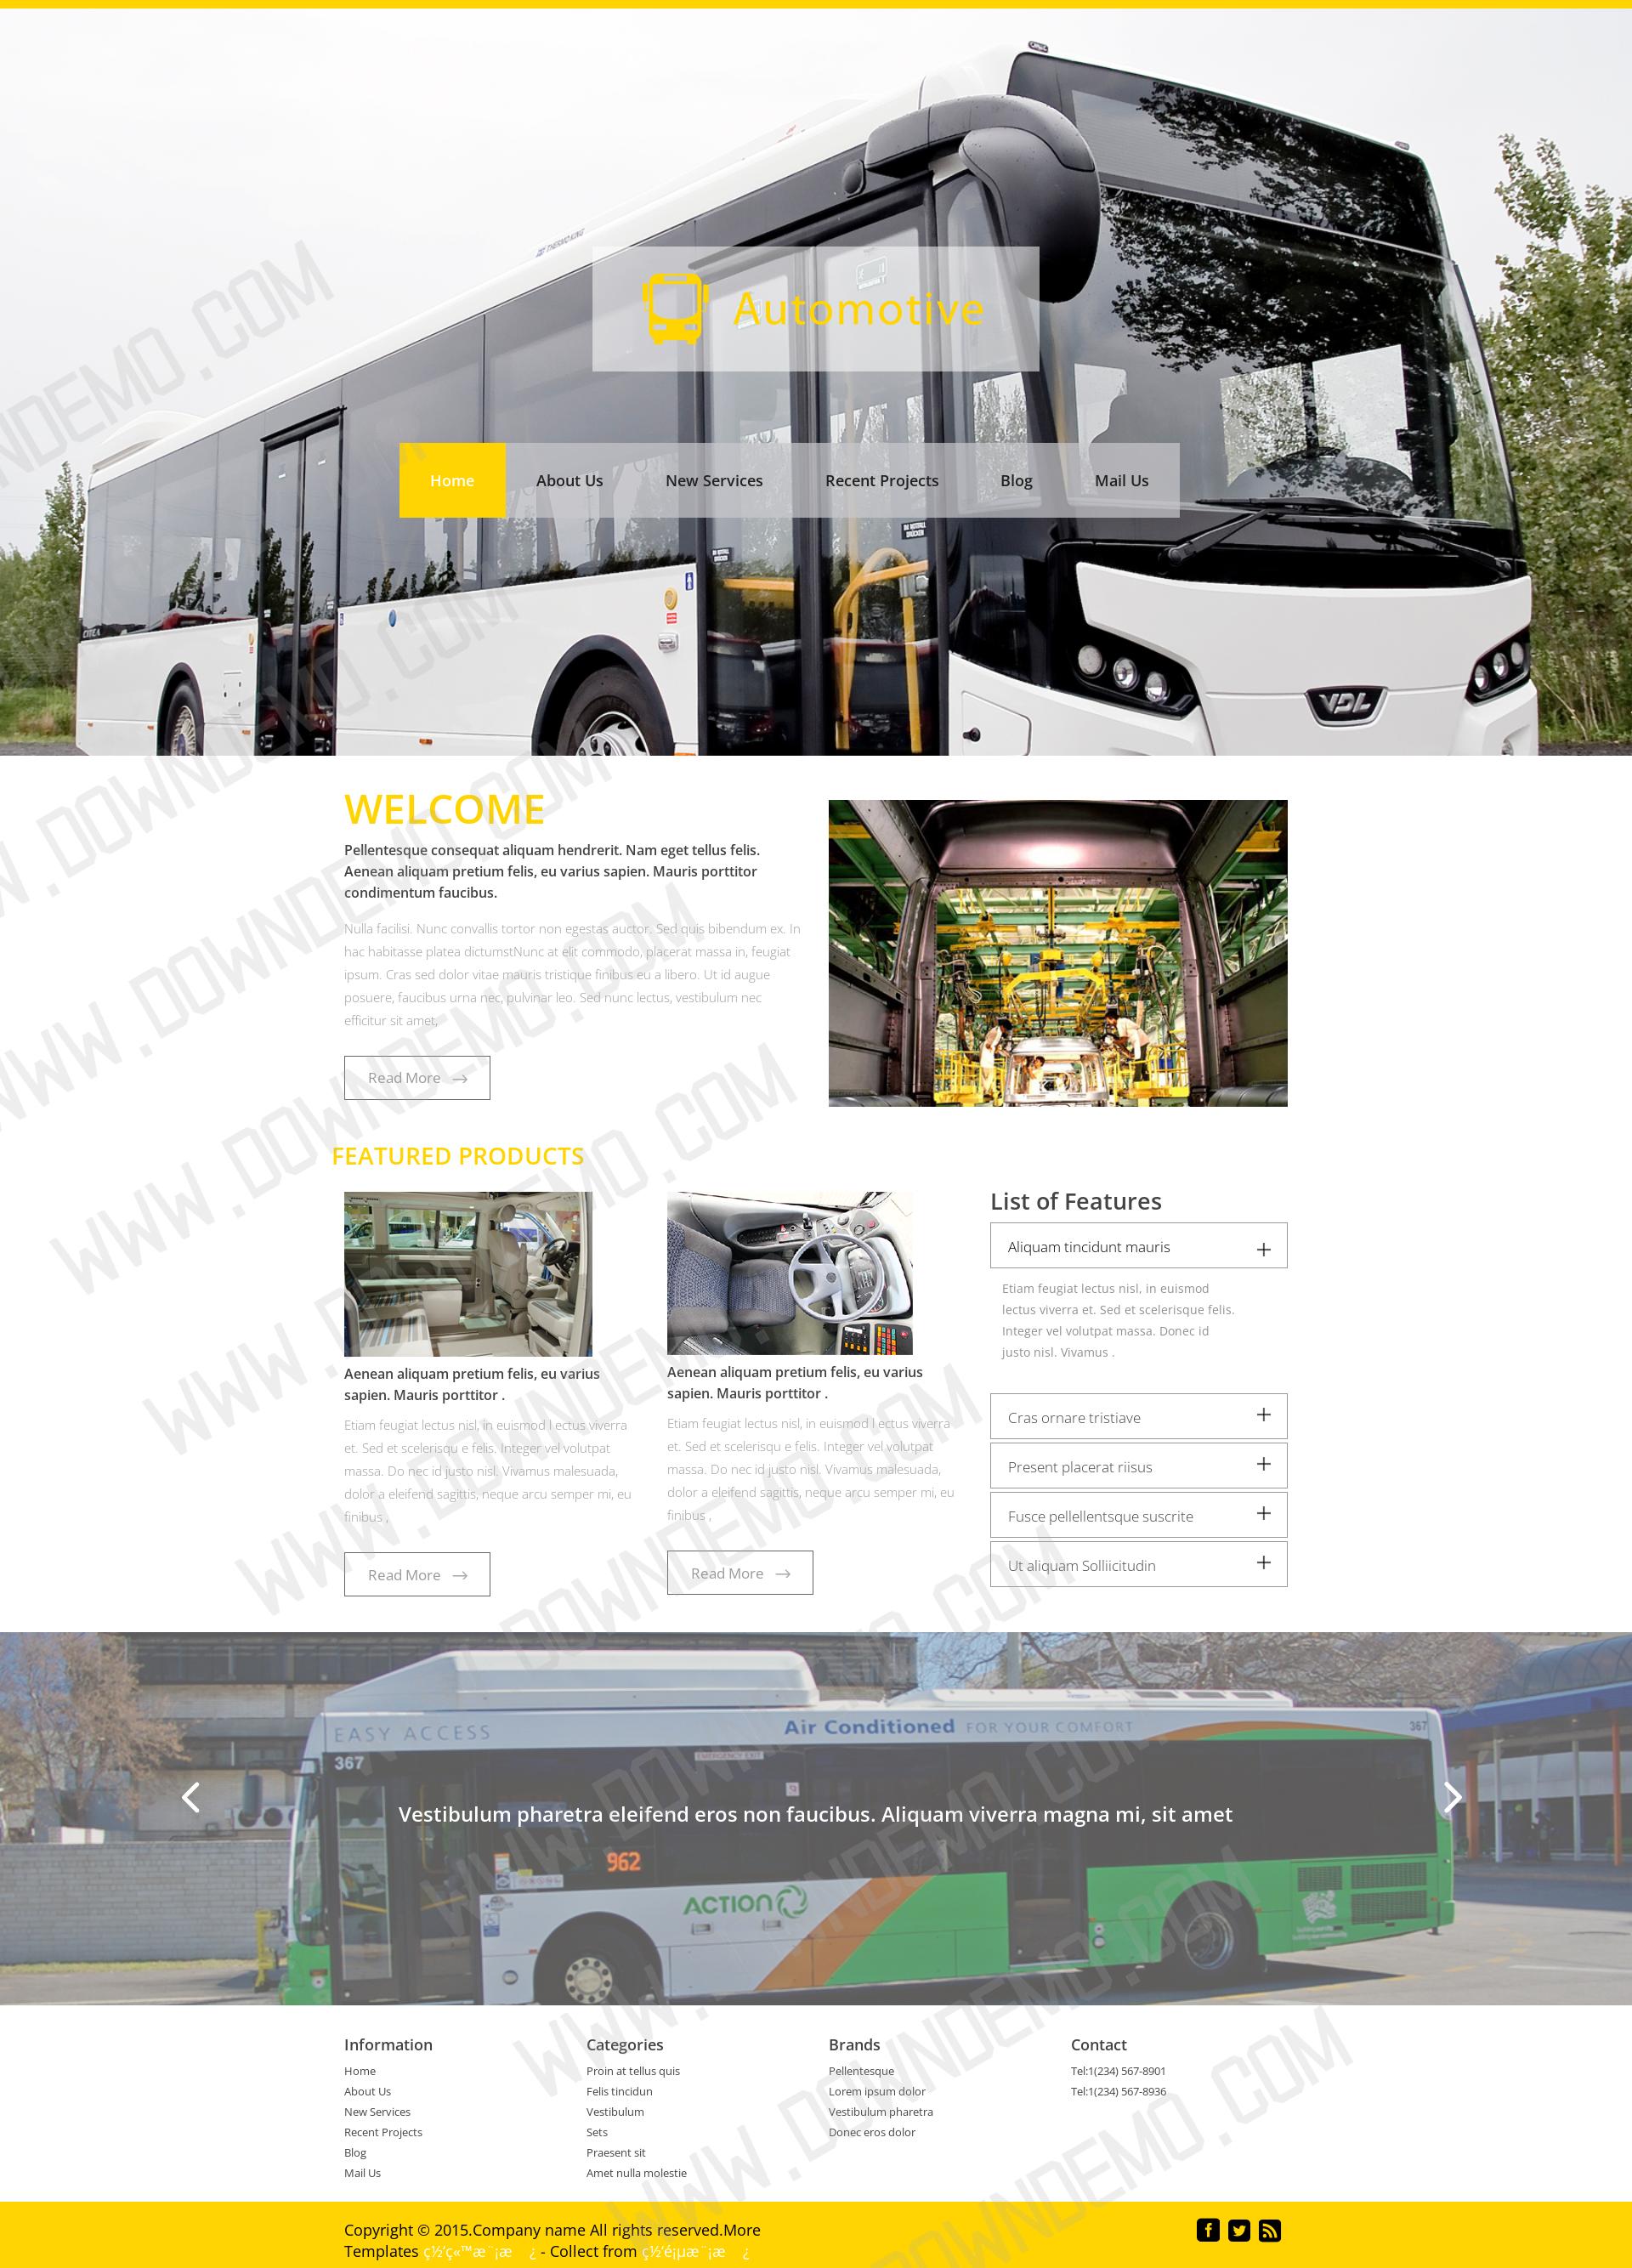 Automotive
Home
About Us
New Services
Recent Projects
Blog
Mail Us
VDL
CITEA
WELCOME
Pellentesque consequat aliquam hendrerit. Nam eget tellus felis.
Aenean aliquam pretium felis, eu varius sapien. Mauris porttitor
condimentum faucibus.
Nulla facilisi. Nunc convallis tortor non egestas auctor. Sed quis bibendum ex. In
hac habitasse platea dictumstNunc at elit commodo, placerat massa in, feugiat
ipsum. Cras sed dolor vitae mauris tristique finibus eu a libero. Ut id augue
posuere, faucibus urna nec, pulvinar leo. Sed nunc lectus, vestibulum nec
efficitur sit amet,
Read More
FEATURED PRODUCTS
Aenean aliquam pretium felis, eu varius
sapien. Mauris porttitor .
Etiam feugiat lectus nisl, in euismod l ectus viverra
et. Sed et scelerisqu e felis. Integer vel volutpat
massa. Do nec id justo nisl. Vivamus malesuada,
dolor a eleifend sagittis, neque arcu semper mi, eu
finibus ,
Read More
Aenean aliquam pretium felis, eu varius
sapien. Mauris porttitor .
Etiam feugiat lectus nisl, in euismod l ectus viverra
et. Sed et scelerisqu e felis. Integer vel volutpat
massa. Do nec id justo nisl. Vivamus malesuada,
dolor a eleifend sagittis, neque arcu semper mi, eu
finibus ,
Read More
List of Features
Aliquam tincidunt mauris
Etiam feugiat lectus nisl, in euismod
lectus viverra et. Sed et scelerisque felis.
Integer vel volutpat massa. Donec id
justo nisl. Vivamus .
Cras ornare tristiave
Present placerat riisus
Fusce pellellentsque suscrite
Ut aliquam Solliicitudin
EASY ACCESS
Air Conditioned FOR YOUR COMFORT
367
367
EMERGENCY EXIT
Vestibulum pharetra eleifend eros non faucibus. Aliquam viverra magna mi, sit amet
962
ACTION
Information
Home
About Us
New Services
Recent Projects
Blog
Mail Us
Categories
Proin at tellus quis
Felis tincidun
Vestibulum
Sets
Praesent sit
Amet nulla molestie
Brands
Pellentesque
Lorem ipsum dolor
Vestibulum pharetra
Donec eros dolor
Contact
Tel:1(234) 567-8901
Tel:1(234) 567-8936
Copyright © 2015.Company name All rights reserved.More
Templates ç½‘ç«™æ¨¡æ ¿ - Collect from ç½‘é¡µæ¨¡æ ¿
WWW.DOWNDEMO.COM